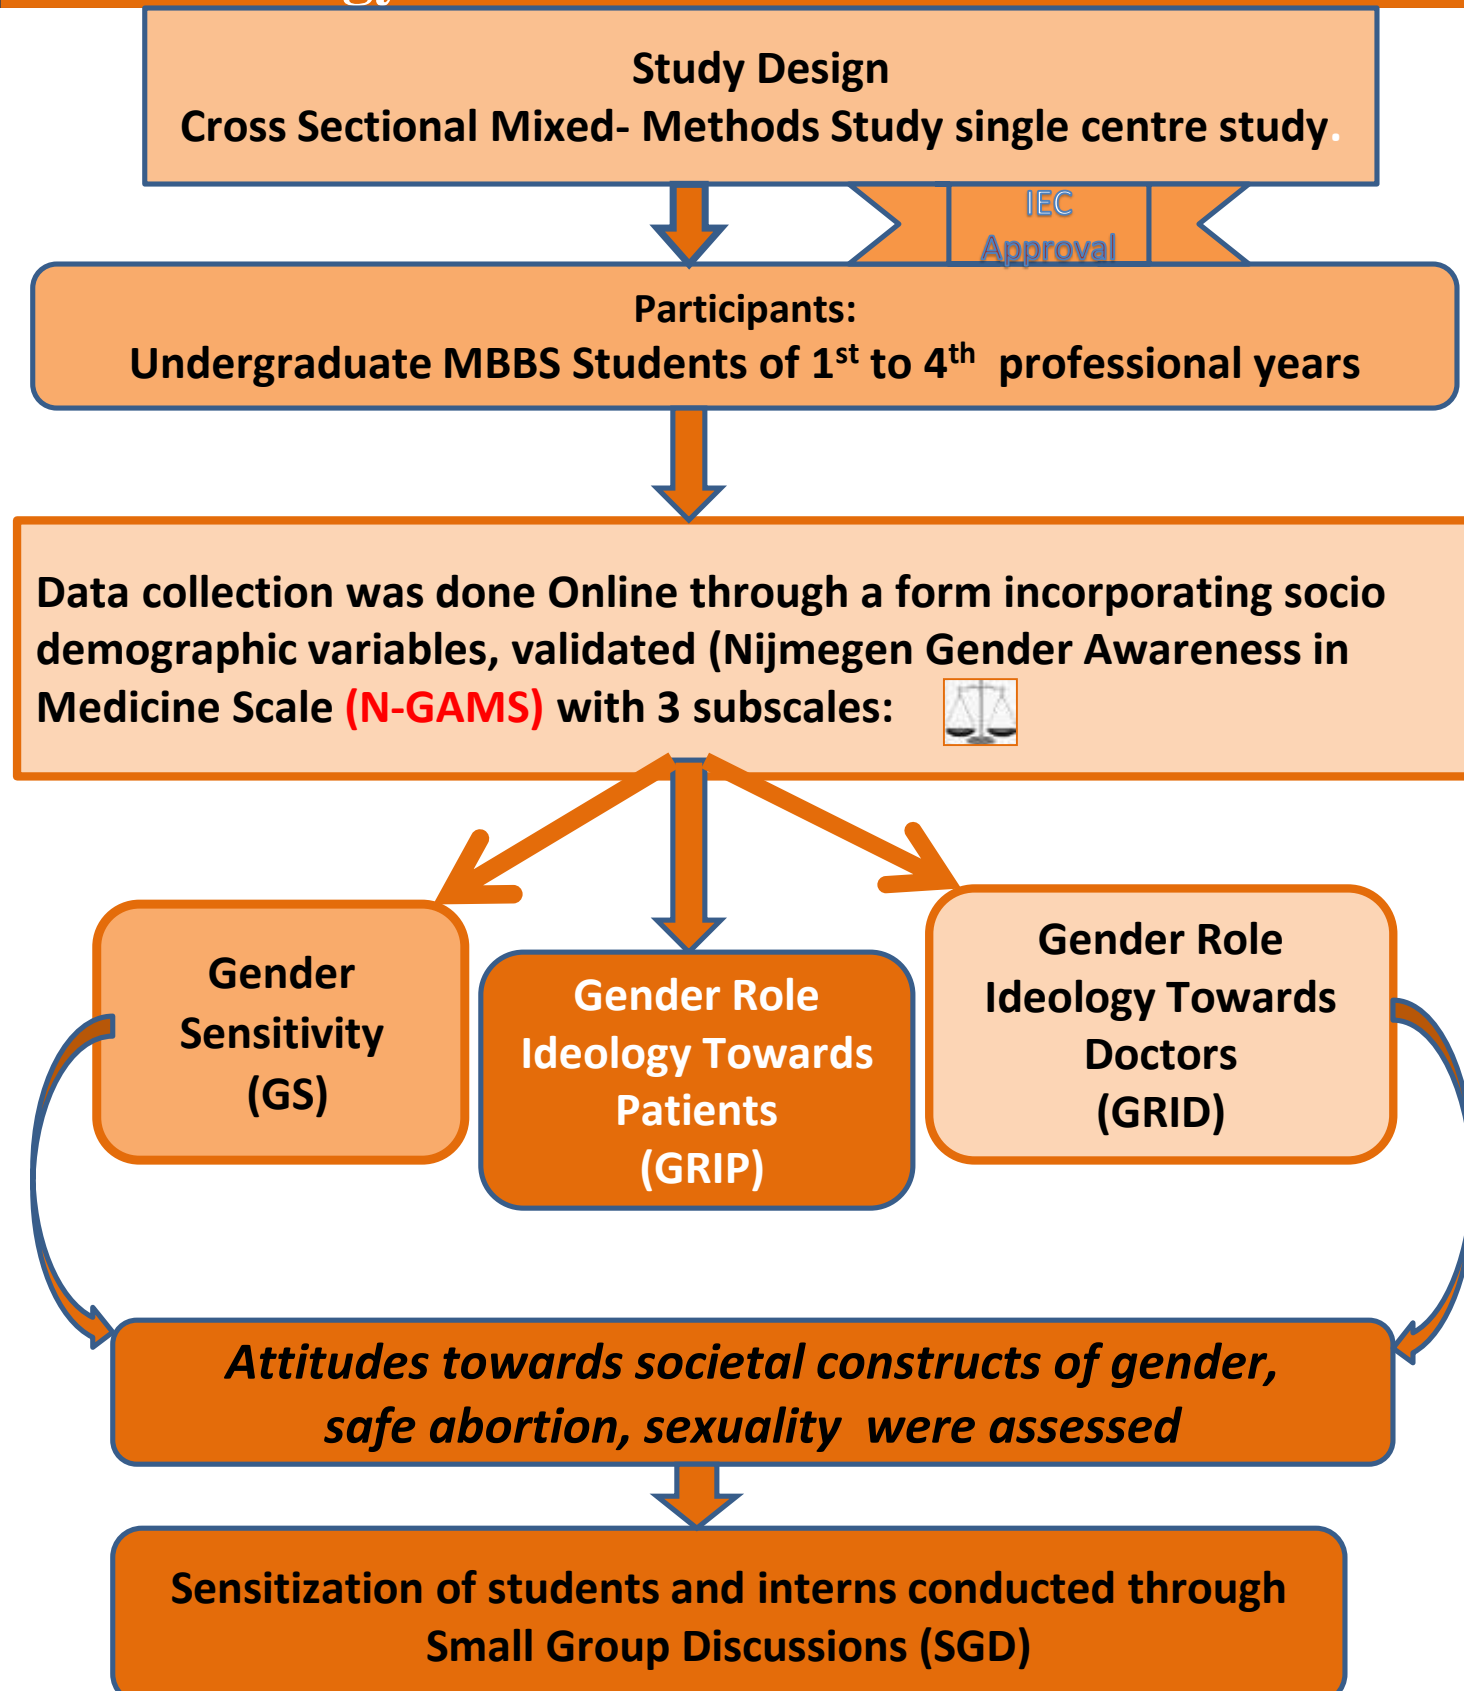 Study Design
Cross Sectional Mixed- Methods Study single centre study.
IEC
Approval
Participants:
Undergraduate MBBS Students of 1st to 4th professional years
Data collection was done Online through a form incorporating socio
demographic variables, validated (Nijmegen Gender Awareness in
Medicine Scale (N-GAMS) with 3 subscales:
Gender
Sensitivity
(GS)
Gender Role
Ideology Towards
Patients
(GRIP)
Gender Role
Ideology Towards
Doctors
(GRID)
Attitudes towards societal constructs of gender,
safe abortion, sexuality were assessed
Sensitization of students and interns conducted through
Small Group Discussions (SGD)